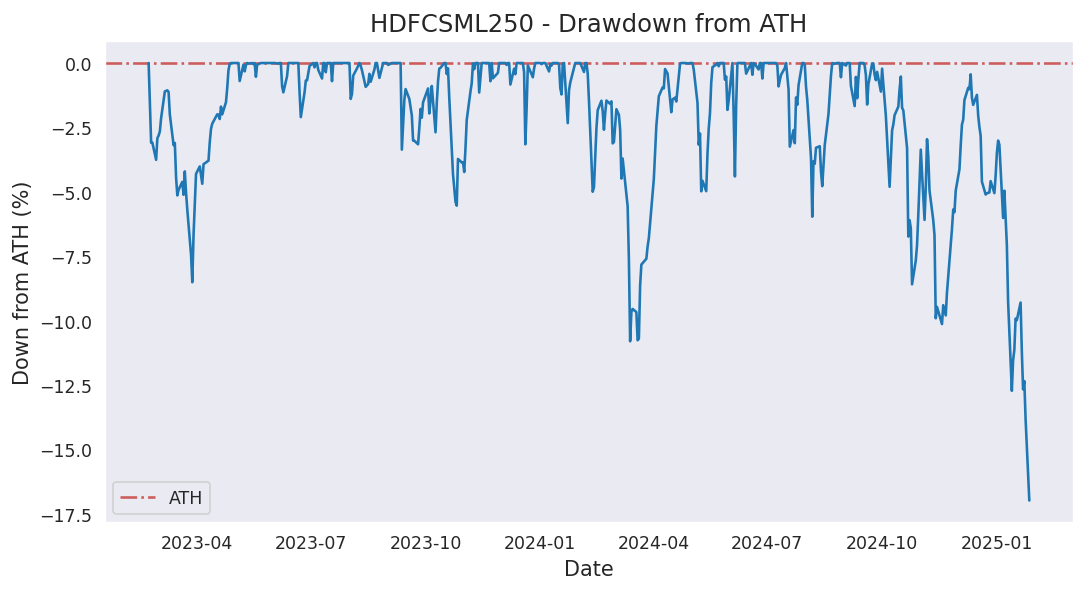 HDFCSML250 - Drawdown from ATH
Down from ATH (%)
0.0
−2.5
−5.0
−7.5
−10.0
−12.5
−15.0
−17.5
ATH
2023-04 2023-07 2023-10 2024-01 2024-04 2024-07 2024-10 2025-01
Date